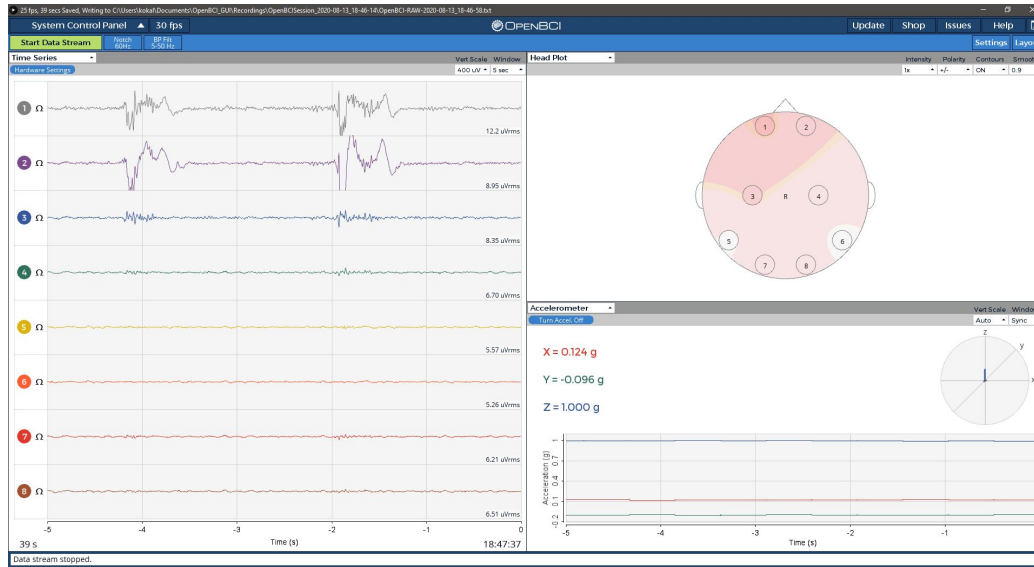 25 fps, 39 secs Saved, Writing to C:\Users\kokaf\Documents\OpenBCI_GUI\Recordings\OpenBCISession_2020-08-13_18-46-14\OpenBCI-RAW-2020-08-13_18-46-58.txt
System Control Panel 30 fps OPENBCI Update Shop Issues Help
Start Data Stream Notch 60Hz BP Filt 5-50 Hz Settings Layo
Time Series Vert Scale Window
Hardware Settings 400 uV 5 sec
1 Ω 12.2 uVrms
2 Ω 8.95 uVrms
3 Ω 8.35 uVrms
4 Ω 6.70 uVrms
5 Ω 5.57 uVrms
6 Ω 5.26 uVrms
7 Ω 6.21 uVrms
8 Ω 6.51 uVrms
-5 -4 -3 -2 -1 0
39 s Time (s) 18:47:37
Head Plot Intensity Polarity Contours Smoot
1x +/- ON 0.9
1 2
3 R 4
5 6
7 8
Accelerometer Vert Scale Window
Turn Accel. Off Auto Sync
X = 0.124 g
Y = -0.096 g
Z = 1.000 g
z
y
x
Acceleration (g)
1
0.7
0.4
0.1
-0.2
-5 -4 -3 -2 -1
Time (s)
Data stream stopped.